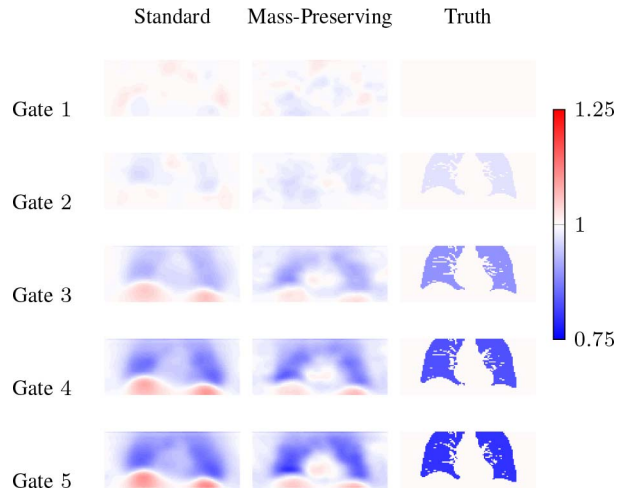 Standard Mass-Preserving Truth
Gate 1
1.25
Gate 2
1
Gate 3
0.75
Gate 4
Gate 5